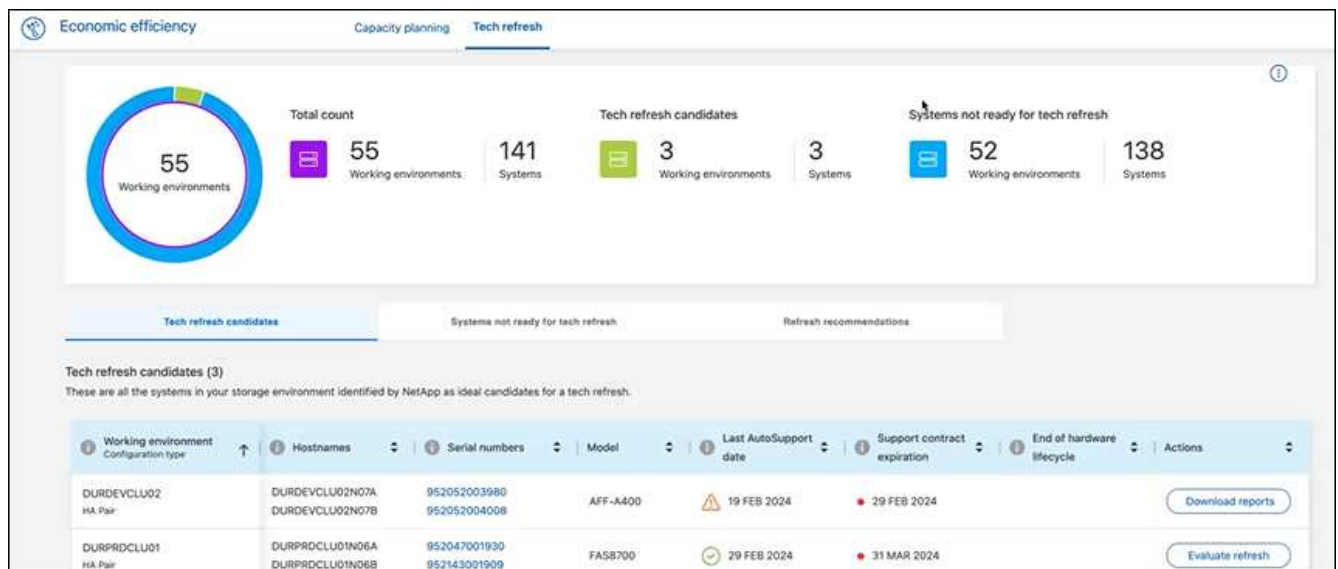 Economic efficiency
Capacity planning
Tech refresh
55
Working environments
Total count
55
Working environments
141
Systems
Tech refresh candidates
3
Working environments
3
Systems
Systems not ready for tech refresh
52
Working environments
138
Systems
Tech refresh candidates
Systems not ready for tech refresh
Refresh recommendations
Tech refresh candidates (3)
These are all the systems in your storage environment identified by NetApp as ideal candidates for a tech refresh.
Working environment
Configuration type
Hostnames
Serial numbers
Model
Last AutoSupport
date
Support contract
expiration
End of hardware
lifecycle
Actions
DURDEVCLU02
HA Pair
DURDEVCLU02N07A
DURDEVCLU02N07B
952052003980
952052004008
AFF-A400
19 FEB 2024
29 FEB 2024
Download reports
DURPRDCLU01
HA Pair
DURPRDCLU01N06A
DURPRDCLU01N06B
952047001930
952143001909
FAS8700
29 FEB 2024
31 MAR 2024
Evaluate refresh